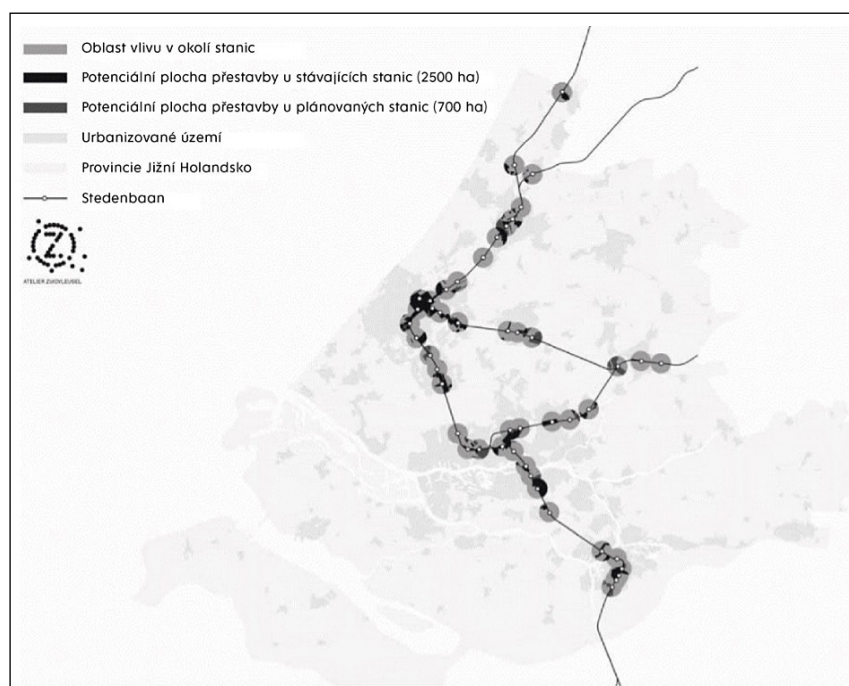 Oblast vlivu v okolí stanic
Potenciální plocha přestavby u stávajících stanic (2500 ha)
Potenciální plocha přestavby u plánovaných stanic (700 ha)
Urbanizované území
Provincie Jižní Holandsko
Stedenbaan
Z
ATELIER ZUIDVLEUGEL